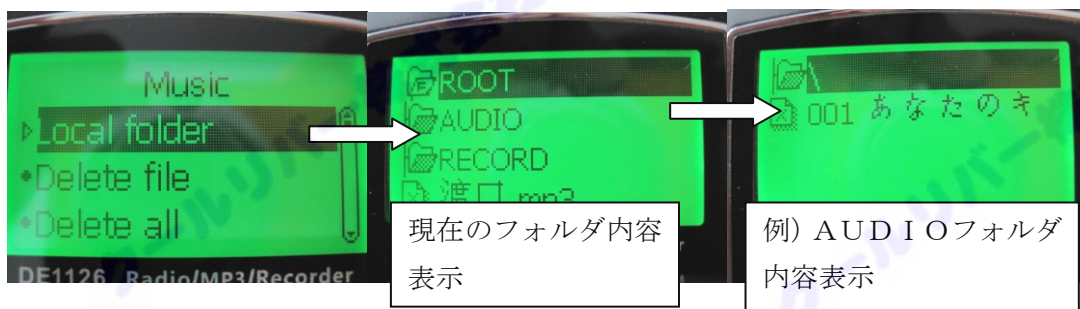 Music
Local folder
Delete file
Delete all
DE1126 Radio/MP3/Recorder
ROOT
AUDIO
RECORD
渡口.mp3
現在のフォルダ内容
表示
\
001 あなたのキ
例）ＡＵＤＩＯフォルダ
内容表示